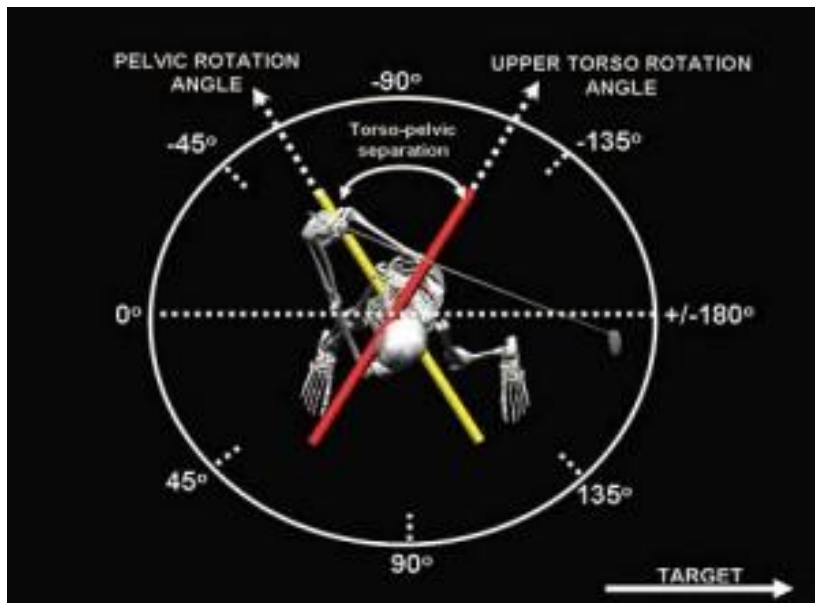 PELVIC ROTATION
ANGLE
UPPER TORSO ROTATION
ANGLE
-90°
Torso-pelvic
separation
-45°
-135°
0°
+/-180°
45°
135°
90°
TARGET